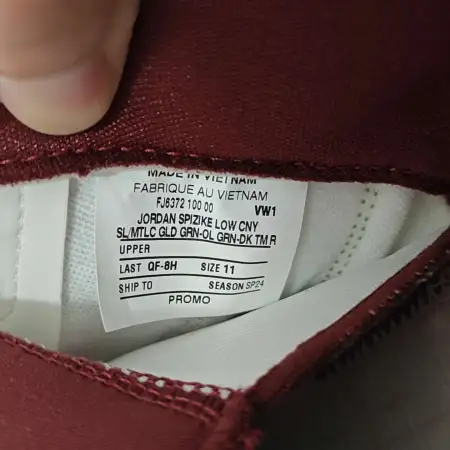 MADE IN VIETNAM
FABRIQUE AU VIETNAM
FJ6372 100 00 VW1
JORDAN SPIZIKE LOW CNY
SL/MTLC GLD GRN-OL GRN-DK TM R
UPPER
LAST QF-8H SIZE 11
SHIP TO SEASON SP24
PROMO